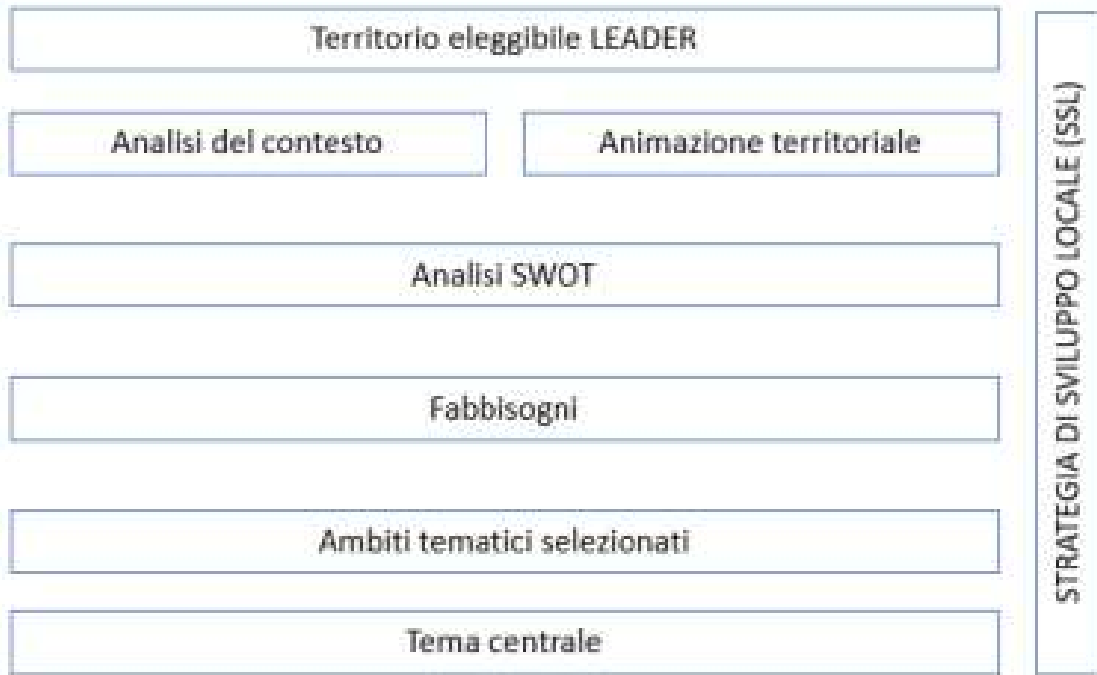 Territorio eleggibile LEADER
Analisi del contesto
Animazione territoriale
Analisi SWOT
Fabbisogni
Ambiti tematici selezionati
Tema centrale
STRATEGIA DI SVILUPPO LOCALE (SSL)